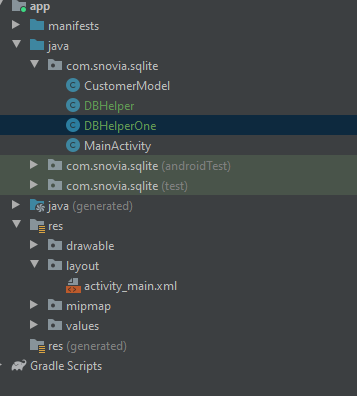 app
manifests
java
com.snovia.sqlite
CustomerModel
DBHelper
DBHelperOne
MainActivity
com.snovia.sqlite (androidTest)
com.snovia.sqlite (test)
java (generated)
res
drawable
layout
activity_main.xml
mipmap
values
res (generated)
Gradle Scripts